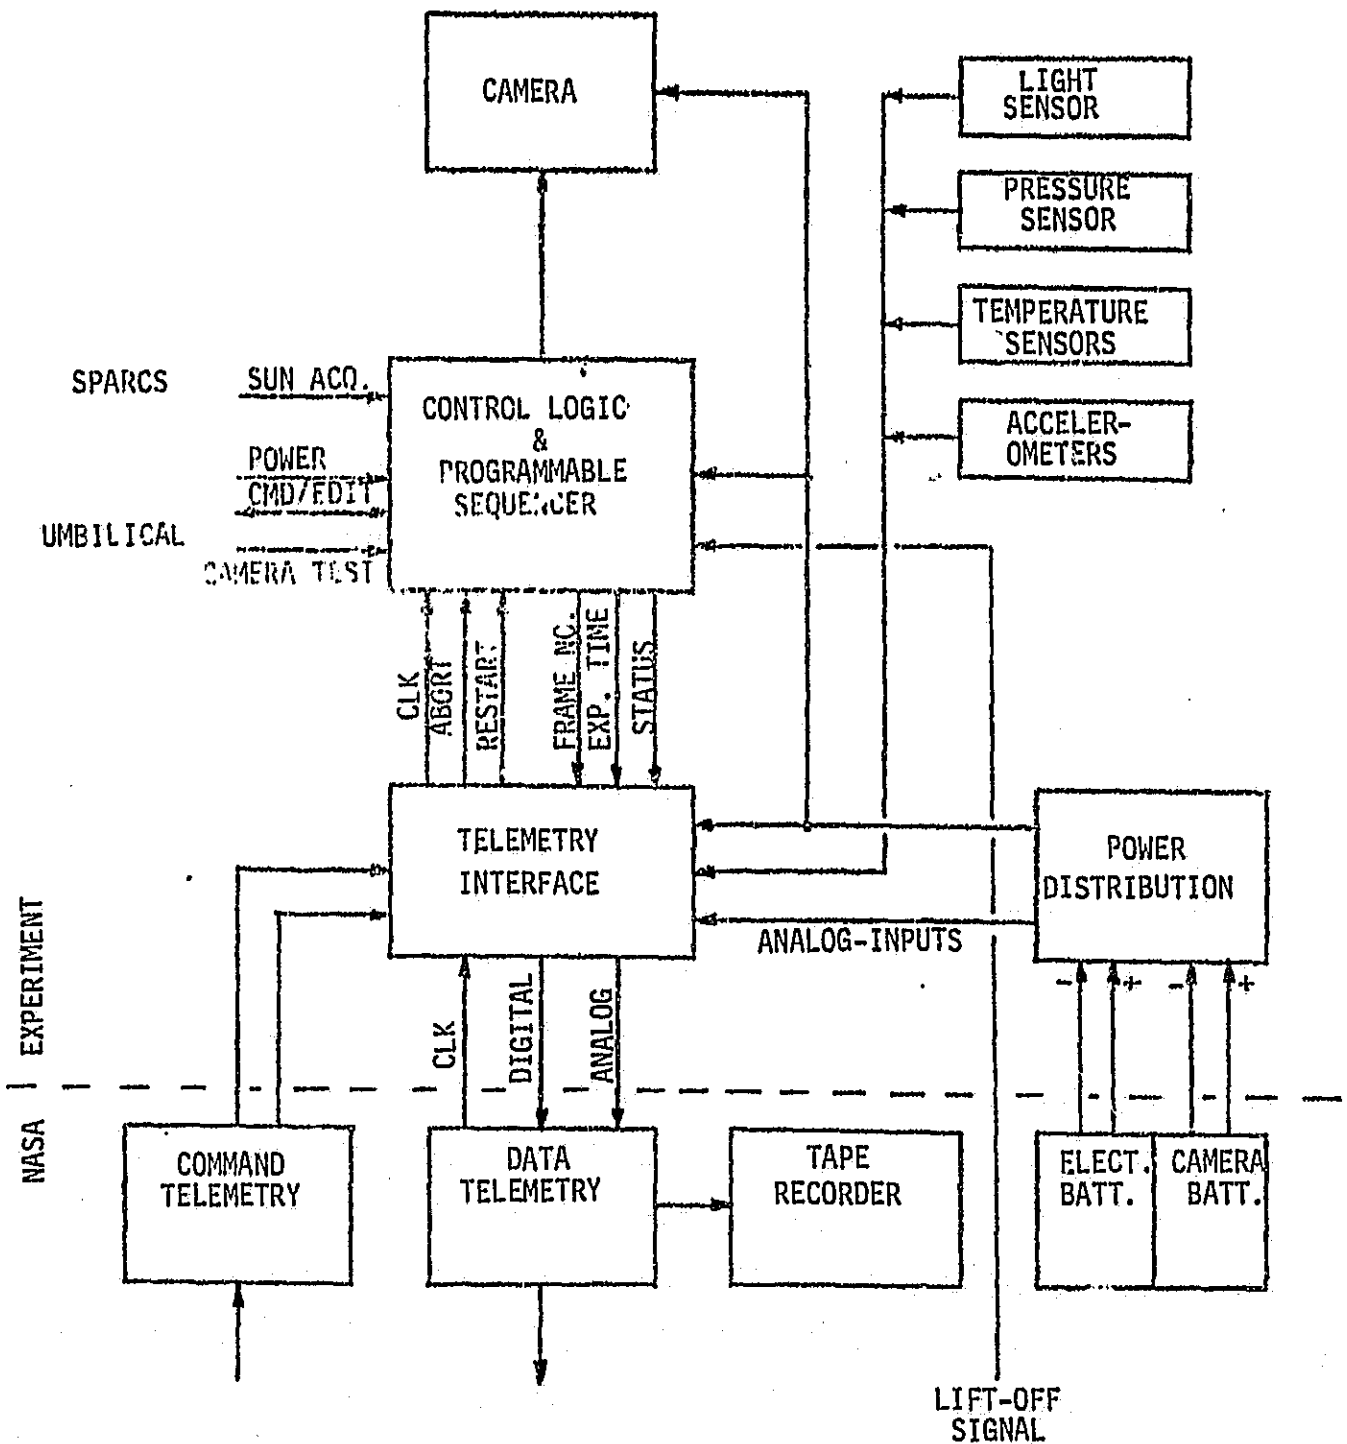 CAMERA
LIGHT
SENSOR
PRESSURE
SENSOR
TEMPERATURE
SENSORS
ACCELER-
OMETERS
SPARCS
SUN ACQ.
POWER
CMD/EDIT
UMBILICAL
CAMERA TEST
CONTROL LOGIC
&
PROGRAMMABLE
SEQUENCER
CLK
ABORT
RESTART
FRAME NO.
EXP. TIME
STATUS
TELEMETRY
INTERFACE
POWER
DISTRIBUTION
ANALOG-INPUTS
- + - +
EXPERIMENT
NASA
CLK
DIGITAL
ANALOG
COMMAND
TELEMETRY
DATA
TELEMETRY
TAPE
RECORDER
ELECT.
BATT.
CAMERA
BATT.
LIFT-OFF
SIGNAL